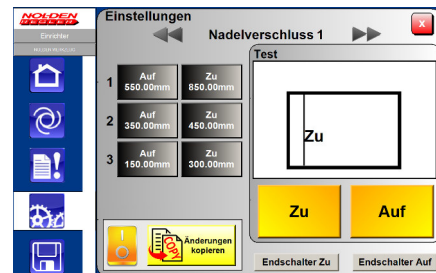 NOLDEN
REGLER
Einrichter
Einstellungen
Nadelverschluss 1
x
Test
1
Auf
550.00mm
Zu
850.00mm
2
Auf
350.00mm
Zu
450.00mm
3
Auf
150.00mm
Zu
300.00mm
Zu
Zu
Auf
COPY
Änderungen
kopieren
Endschalter Zu
Endschalter Auf